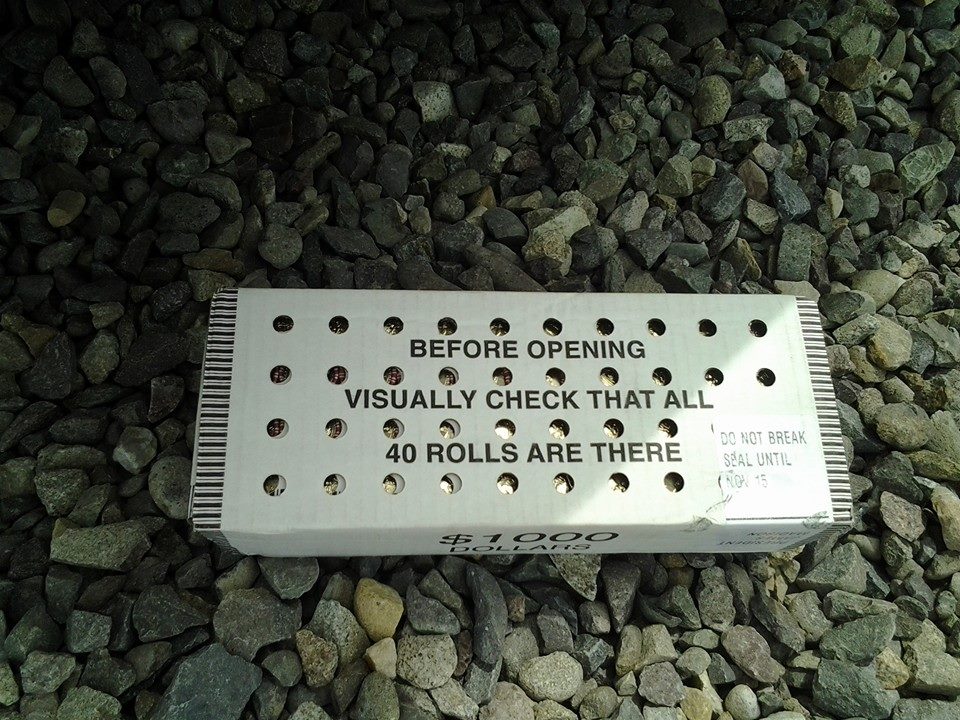 BEFORE OPENING
VISUALLY CHECK THAT ALL
40 ROLLS ARE THERE
DO NOT BREAK
SEAL UNTIL
NOV 15
$1000
DOLLARS